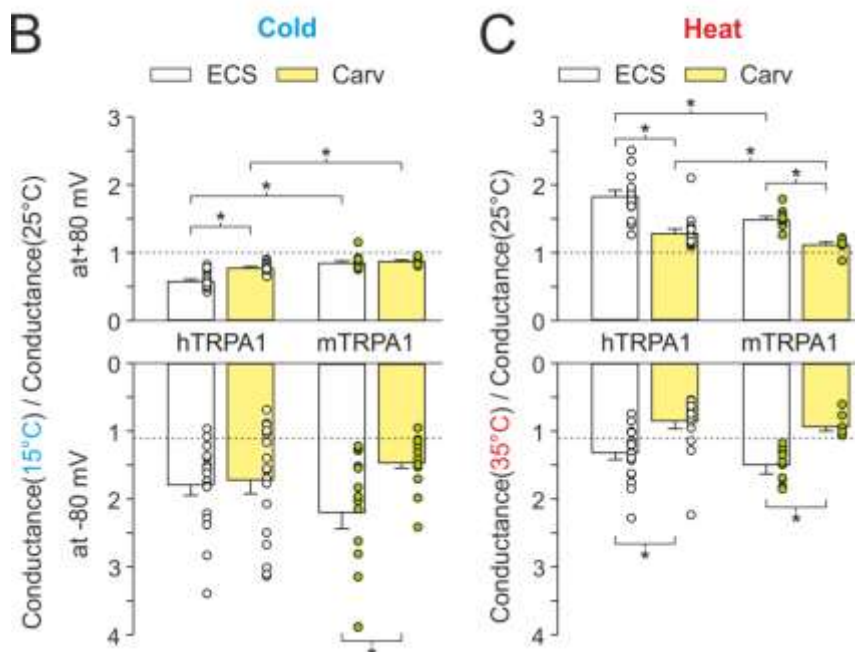 B
Cold
ECS
Carv
Conductance(15°C) / Conductance(25°C)
at+80 mV
at -80 mV
3
2
1
0
*
*
*
hTRPA1
mTRPA1
0
1
2
3
4
*
C
Heat
ECS
Carv
Conductance(35°C) / Conductance(25°C)
3
2
1
0
*
*
*
*
hTRPA1
mTRPA1
0
1
2
3
4
*
*